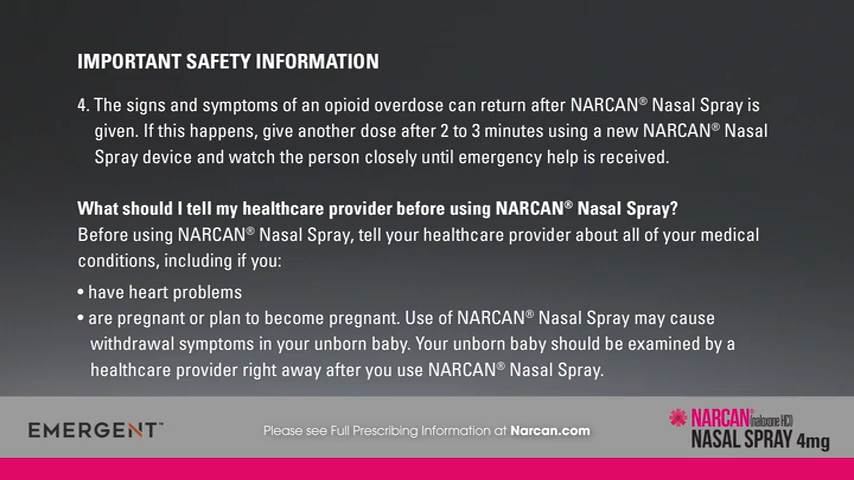 IMPORTANT SAFETY INFORMATION
4. The signs and symptoms of an opioid overdose can return after NARCAN® Nasal Spray is
given. If this happens, give another dose after 2 to 3 minutes using a new NARCAN® Nasal
Spray device and watch the person closely until emergency help is received.
What should I tell my healthcare provider before using NARCAN® Nasal Spray?
Before using NARCAN® Nasal Spray, tell your healthcare provider about all of your medical
conditions, including if you:
• have heart problems
• are pregnant or plan to become pregnant. Use of NARCAN® Nasal Spray may cause
withdrawal symptoms in your unborn baby. Your unborn baby should be examined by a
healthcare provider right away after you use NARCAN® Nasal Spray.
EMERGENT™
Please see Full Prescribing Information at Narcan.com
NARCAN® (naloxone HCl)
NASAL SPRAY 4mg